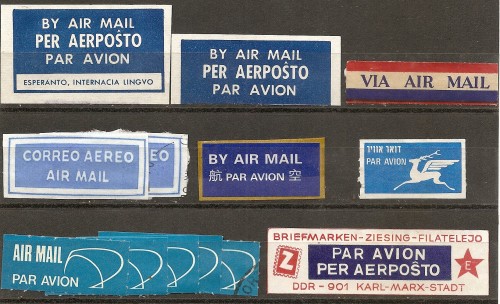 BY AIR MAIL
PER AERPOŜTO
PAR AVION
ESPERANTO, INTERNACIA LINGVO
BY AIR MAIL
PER AERPOŜTO
PAR AVION
VIA AIR MAIL
CORREO AEREO
AIR MAIL
EO
BY AIR MAIL
航 PAR AVION 空
דואר אויר
PAR AVION
AIR MAIL
PAR AVION
BRIEFMARKEN-ZIESING-FILATELEJO
Z
PAR AVION
PER AERPOŜTO
E
DDR - 901 KARL-MARX-STADT